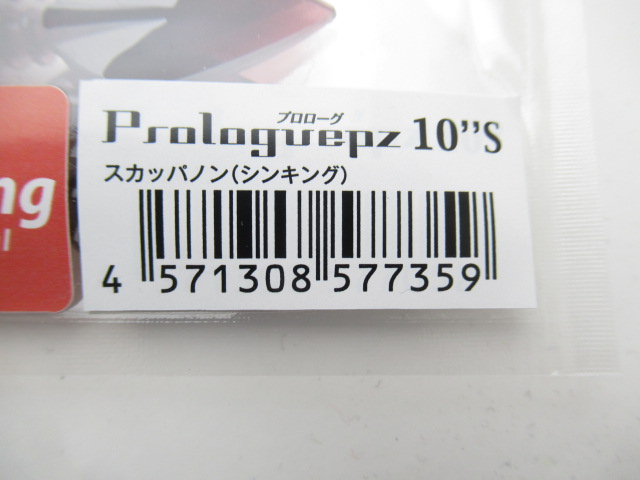 プロローグ
Prologuepz 10"S
スカッパノン(シンキング)
4 571308 577359
ng
l